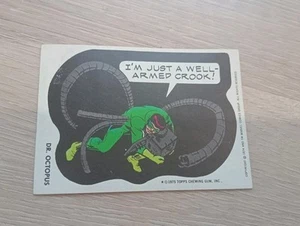 I'M JUST A WELL-
ARMED CROOK!
DR. OCTOPUS
© 1975 TOPPS CHEWING GUM, INC.